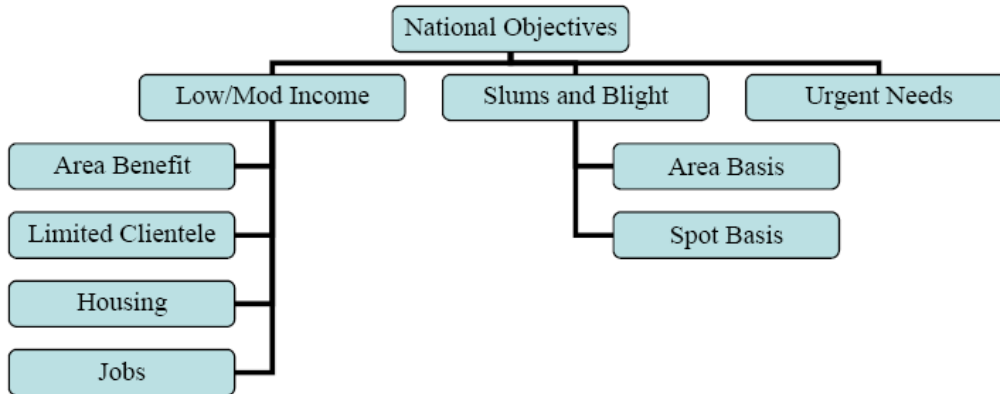 National Objectives
Low/Mod Income
Slums and Blight
Urgent Needs
Area Benefit
Limited Clientele
Housing
Jobs
Area Basis
Spot Basis